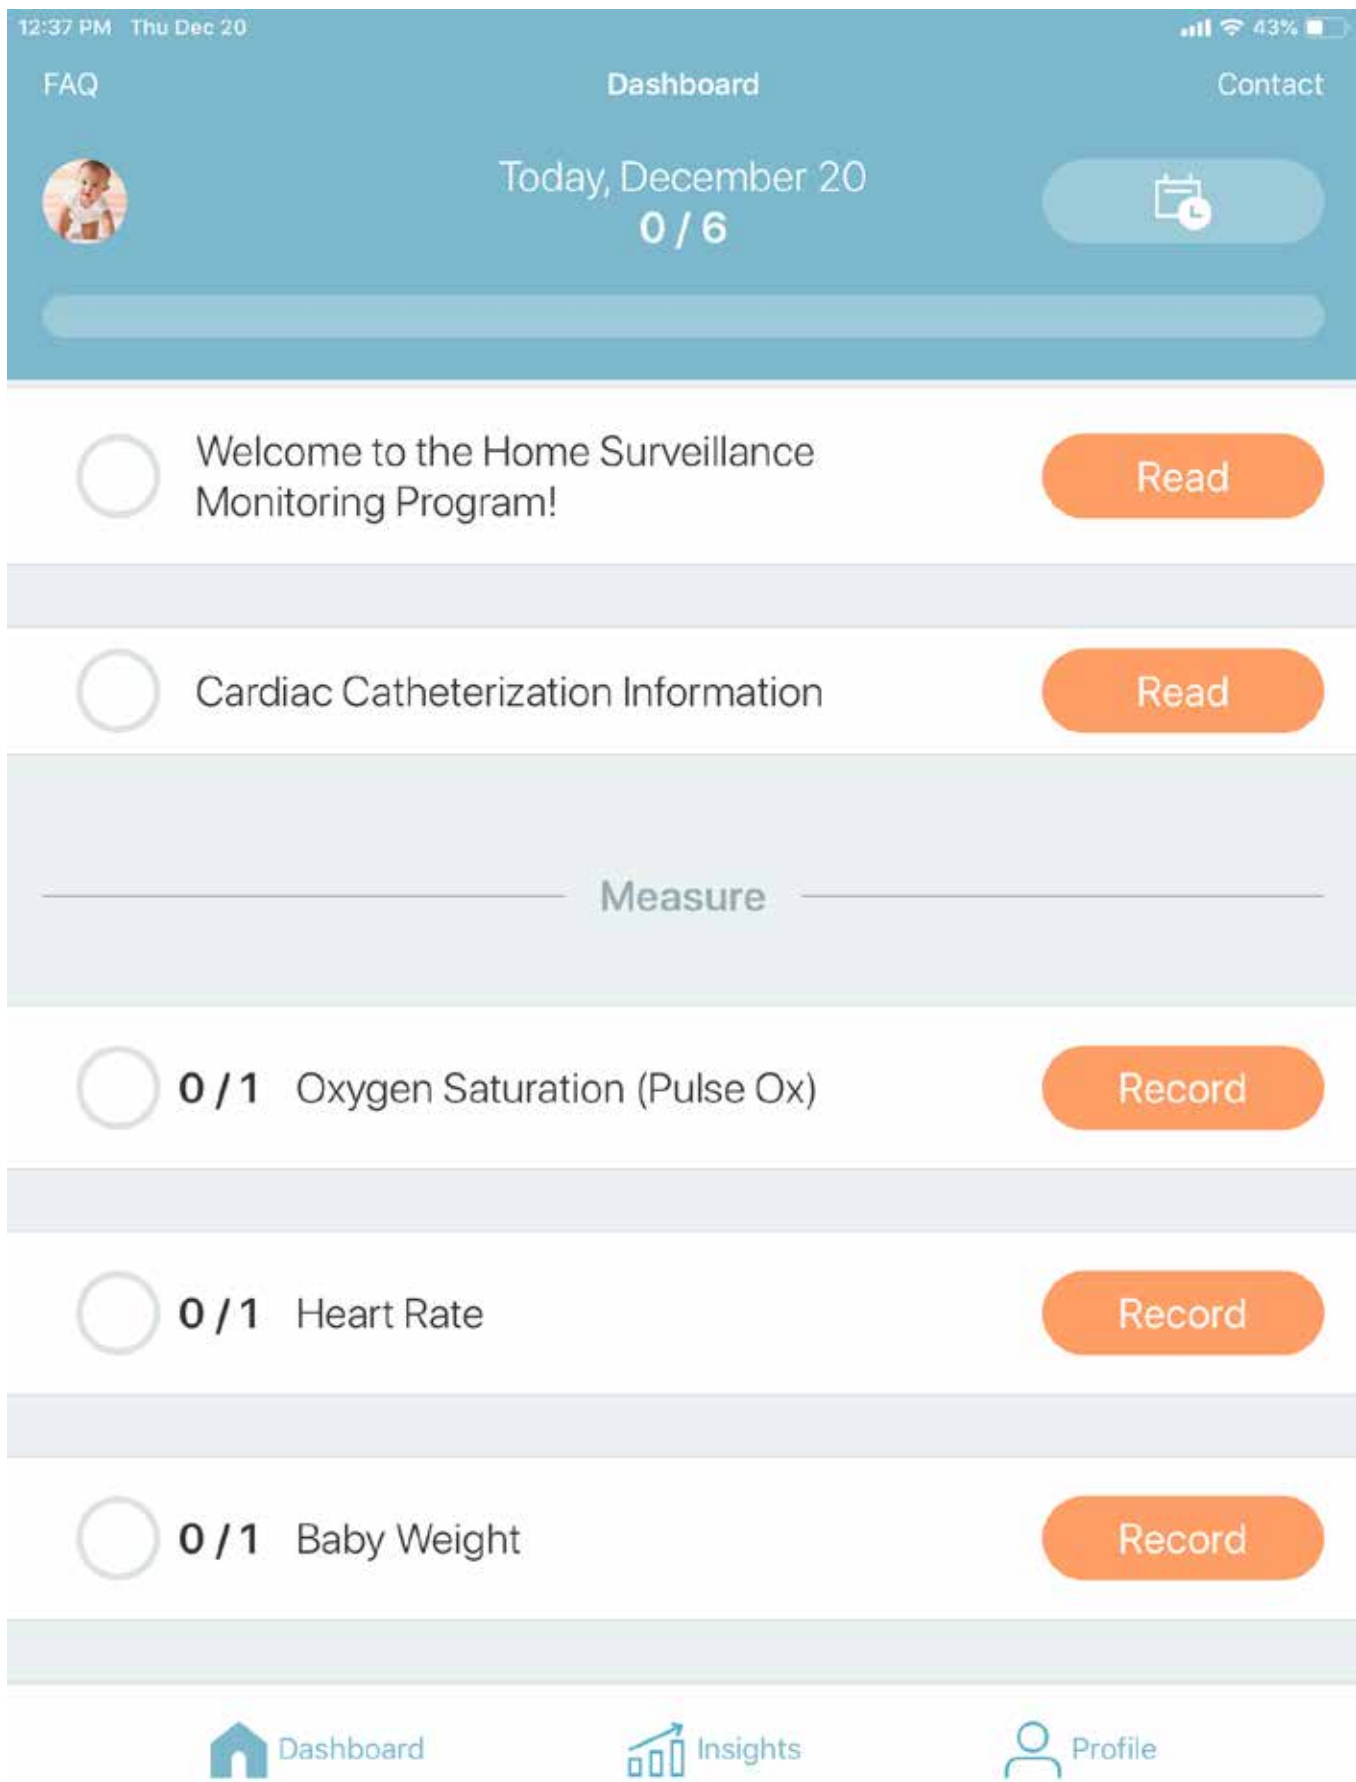 12:37 PM Thu Dec 20 43%
FAQ Dashboard Contact
Today, December 20
0 / 6
Welcome to the Home Surveillance
Monitoring Program!
Read
Cardiac Catheterization Information Read
Measure
0 / 1 Oxygen Saturation (Pulse Ox) Record
0 / 1 Heart Rate Record
0 / 1 Baby Weight Record
Dashboard Insights Profile